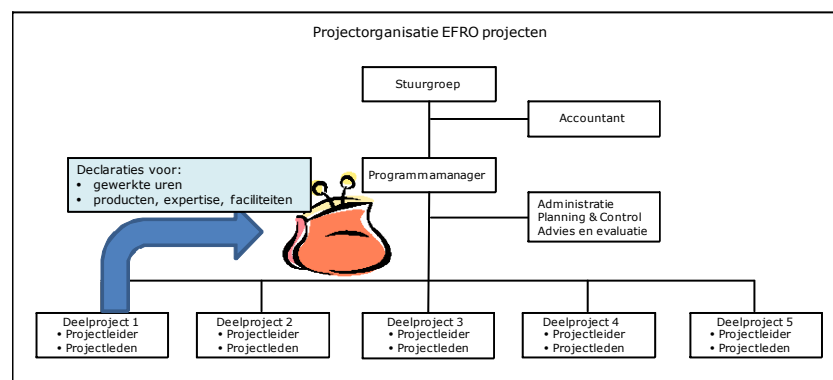 Projectorganisatie EFRO projecten
Stuurgroep
Accountant
Declaraties voor:
• gewerkte uren
• producten, expertise, faciliteiten
Programmamanager
Administratie
Planning & Control
Advies en evaluatie
Deelproject 1
• Projectleider
• Projectleden
Deelproject 2
• Projectleider
• Projectleden
Deelproject 3
• Projectleider
• Projectleden
Deelproject 4
• Projectleider
• Projectleden
Deelproject 5
• Projectleider
• Projectleden